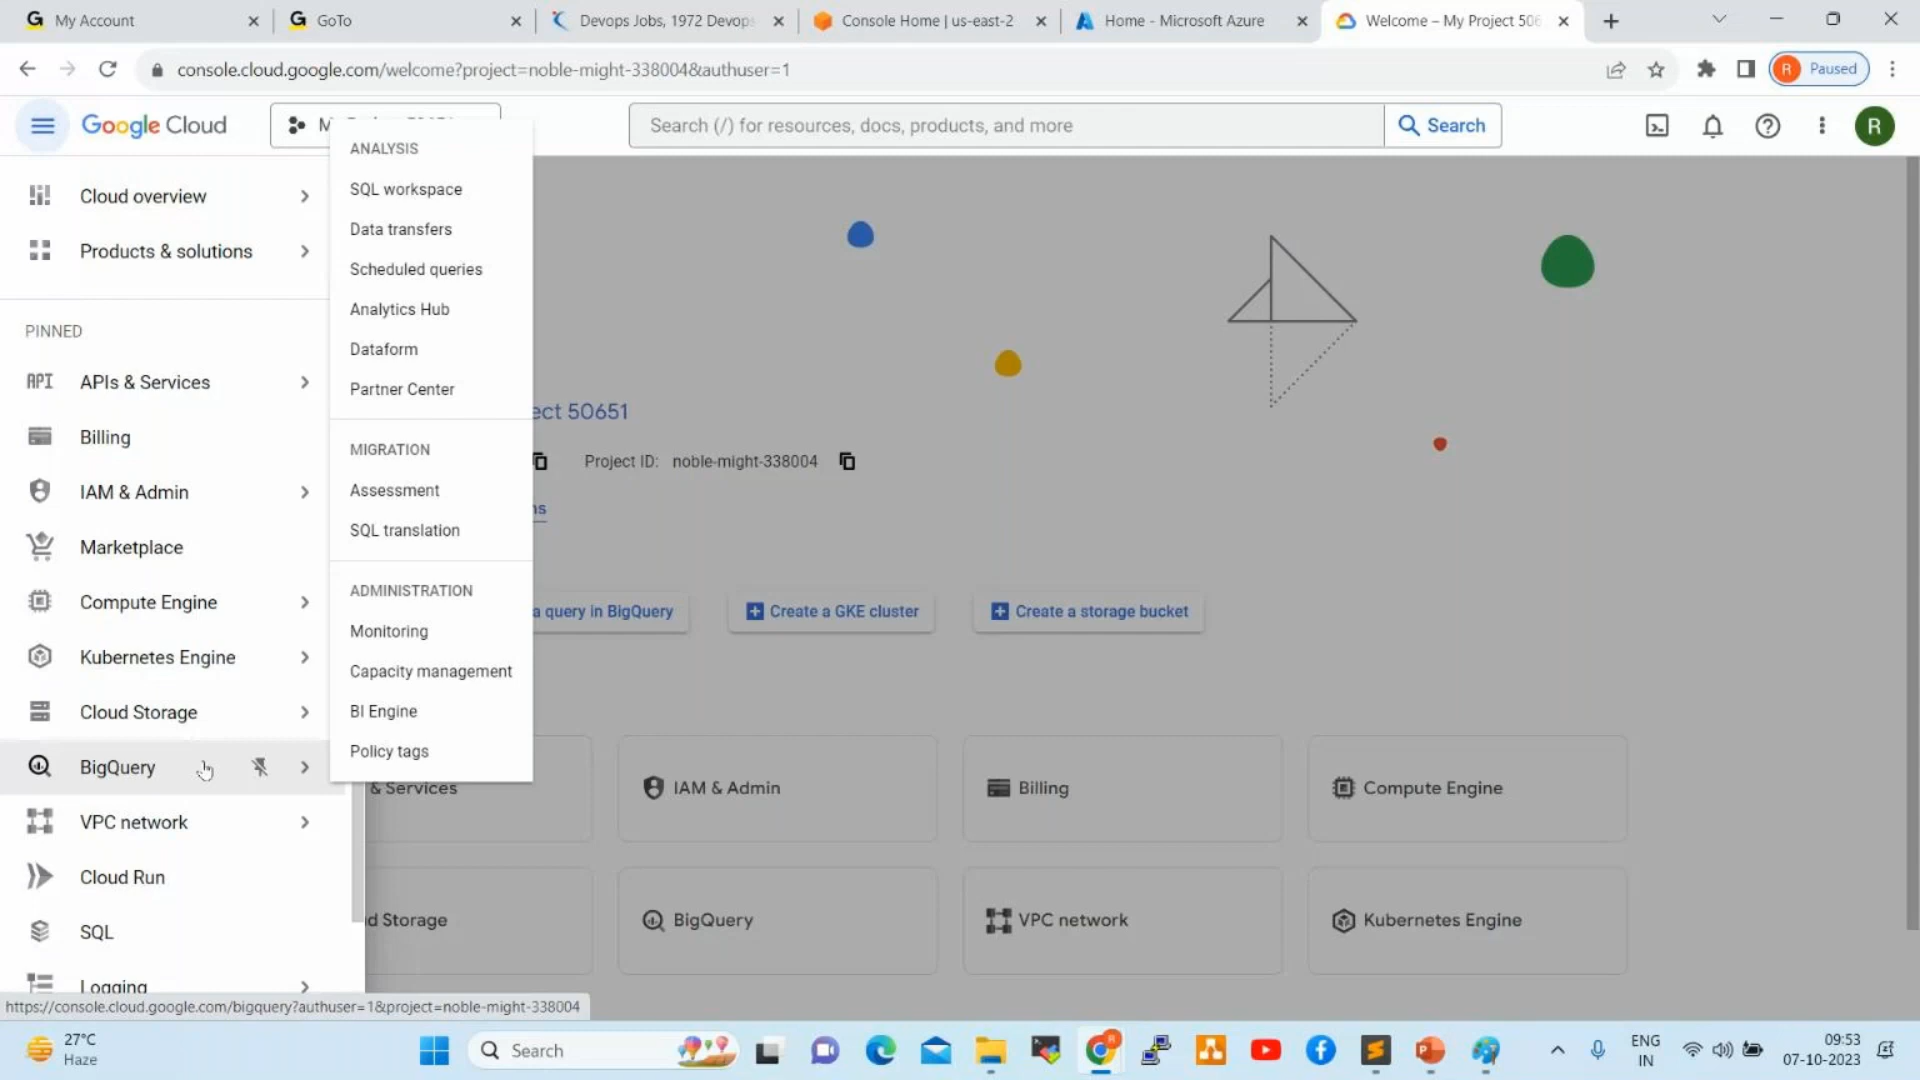 My Account
GoTo
Devops Jobs, 1972 Devops
Console Home | us-east-2
Home - Microsoft Azure
Welcome – My Project 506
console.cloud.google.com/welcome?project=noble-might-338004&authuser=1
R
Paused
Google Cloud
Search (/) for resources, docs, products, and more
Search
R
Cloud overview
Products & solutions
PINNED
API
APIs & Services
Billing
IAM & Admin
Marketplace
Compute Engine
Kubernetes Engine
Cloud Storage
BigQuery
VPC network
Cloud Run
SQL
Logging
ANALYSIS
SQL workspace
Data transfers
Scheduled queries
Analytics Hub
Dataform
Partner Center
MIGRATION
Assessment
SQL translation
ADMINISTRATION
Monitoring
Capacity management
BI Engine
Policy tags
ect 50651
Project ID: noble-might-338004
ns
a query in BigQuery
Create a GKE cluster
Create a storage bucket
& Services
IAM & Admin
Billing
Compute Engine
d Storage
BigQuery
VPC network
Kubernetes Engine
https://console.cloud.google.com/bigquery?authuser=1&project=noble-might-338004
27°C
Haze
Search
ENG
IN
09:53
07-10-2023